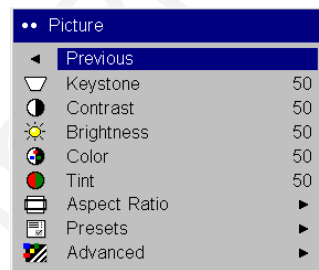 •• Picture
Previous
Keystone 50
Contrast 50
Brightness 50
Color 50
Tint 50
Aspect Ratio
Presets
Advanced